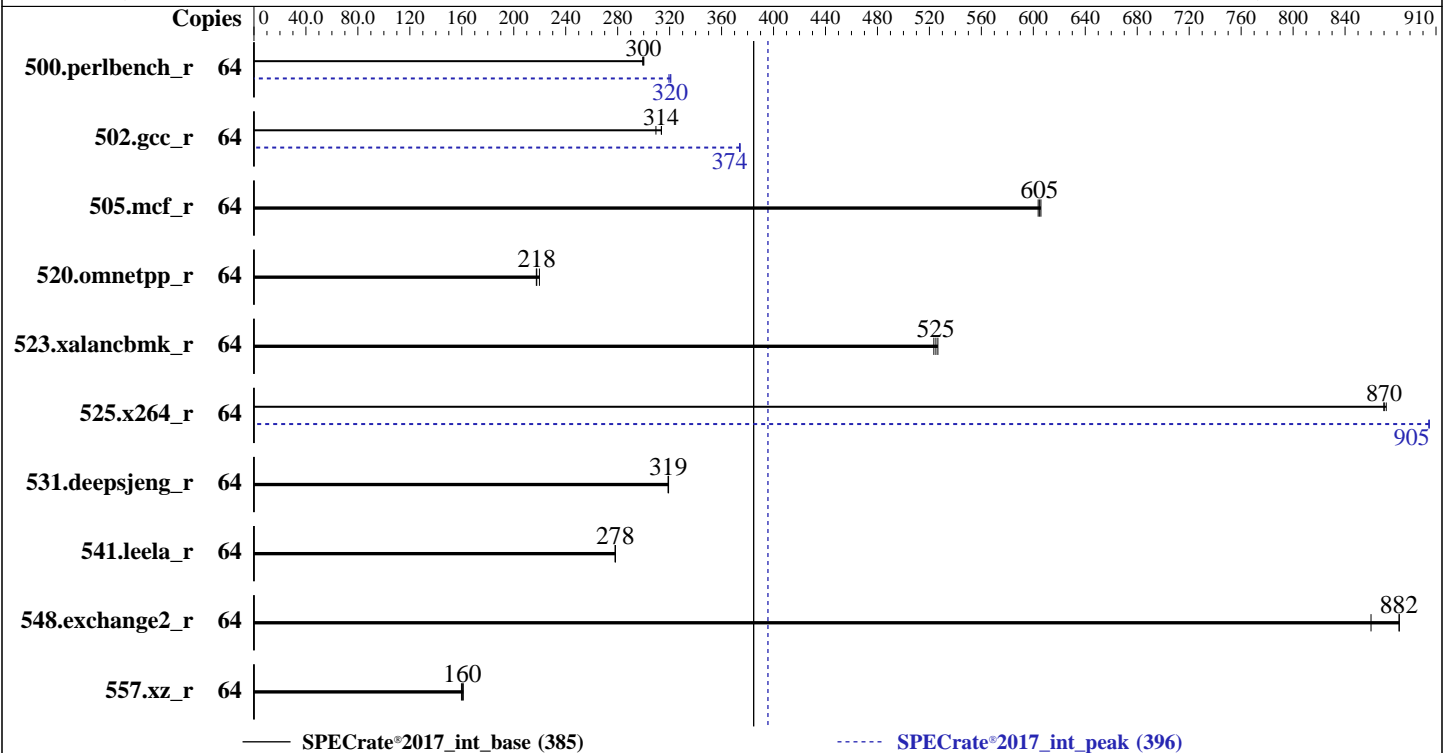 Copies 0 40.0 80.0 120 160 200 240 280 320 360 400 440 480 520 560 600 640 680 720 760 800 840 910
500.perlbench_r 64 300
320
502.gcc_r 64 314
374
505.mcf_r 64 605
520.omnetpp_r 64 218
523.xalancbmk_r 64 525
525.x264_r 64 870
905
531.deepsjeng_r 64 319
541.leela_r 64 278
548.exchange2_r 64 882
557.xz_r 64 160
SPECrate®2017_int_base (385) SPECrate®2017_int_peak (396)